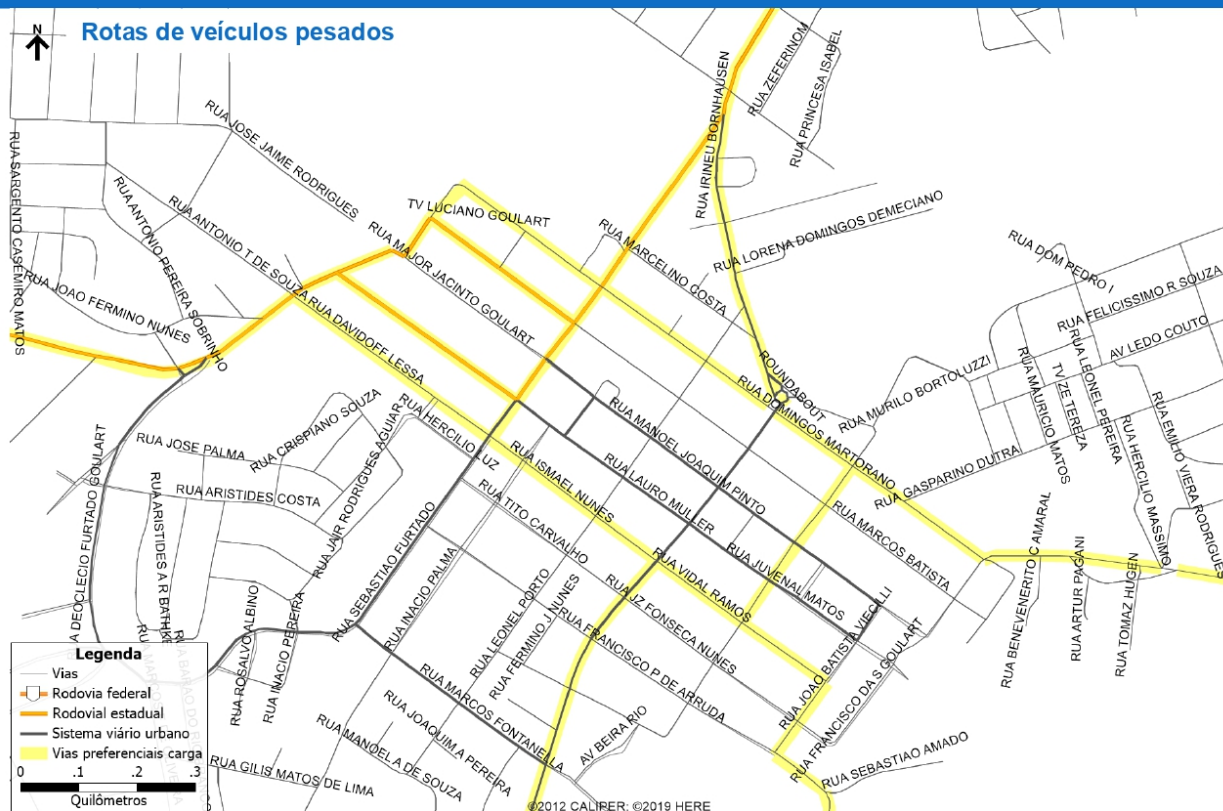 Rotas de veículos pesados
N
RUA ZEFERINOM
RUA PRINCESA ISABEL
RUA IRINEU BORNHAUSEN
RUA JOSE JAIME RODRIGUES
RUA SARGENTO CASEMIRO MATOS
RUA ANTONIO PEREIRA SOBRINHO
RUA ANTONIO T DE SOUZA
TV LUCIANO GOULART
RUA MAJOR JACINTO GOULART
RUA MARCELINO COSTA
RUA LORENA DOMINGOS DEMECIANO
RUA DOM PEDRO I
RUA FELICISSIMO R SOUZA
AV LEDO COUTO
RUA JOAO FERMINO NUNES
RUA DAVIDOFF LESSA
ROUNDABOUT
RUA MURILO BORTOLUZZI
RUA MAURICIO MATOS
TV ZE TEREZA
RUA LEONEL PEREIRA
RUA HERCILIO MASSIMO
RUA EMILIO VIERA RODRIGUES
RUA DOMINGOS MARTORANO
RUA GASPARINO DUTRA
RUA CRISPIANO SOUZA
RUA JOSE PALMA
RUA HERCILIO LUZ
RUA MANOEL JOAQUIM PINTO
RUA ISMAEL NUNES
RUA LAURO MULLER
RUA ARISTIDES COSTA
RUA JAIR RODRIGUES AGUIAR
RUA TITO CARVALHO
RUA MARCOS BATISTA
A DEOCLECIO FURTADO GOULART
RUA ARISTIDES A R BATHKE
RUA SEBASTIAO FURTADO
RUA INACIO PALMA
RUA VIDAL RAMOS
RUA JUVENAL MATOS
RUA JZ FONSECA NUNES
RUA JOAO BATISTA VIECILLI
RUA FRANCISCO DA S GOULART
RUA BENEVENERITO C AMARAL
RUA ARTUR PAGANI
RUA TOMAZ HUGEN
RUA ROSALVO ALBINO
RUA INACIO PEREIRA
RUA LEONEL PORTO
RUA FERMINO J NUNES
RUA FRANCISCO P DE ARRUDA
RUA MARCOS FONTANELLA
RUA JOAQUIM A PEREIRA
RUA MANOELA DE SOUZA
AV BEIRA RIO
RUA SEBASTIAO AMADO
RUA GILIS MATOS DE LIMA
Legenda
Vias
Rodovia federal
Rodovial estadual
Sistema viário urbano
Vias preferenciais carga
0 .1 .2 .3
Quilômetros
©2012 CALIPER; ©2019 HERE